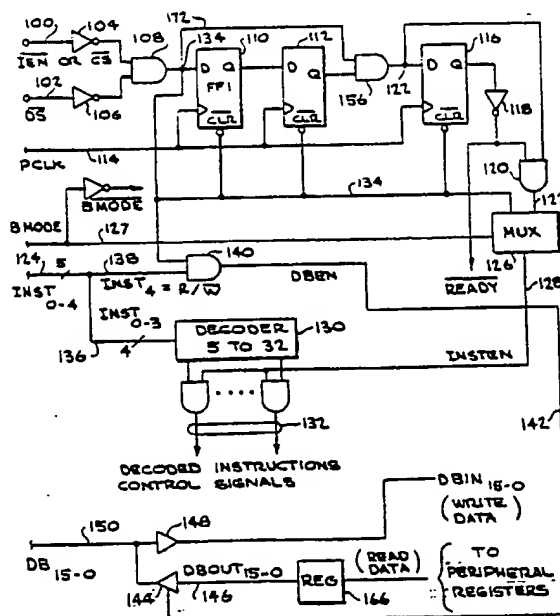 100
104
172
108
134
110
112
116
IEN OR CS
102
DS
106
D Q
FF1
CLR
D Q
CLR
156
122
D Q
CLR
118
PCLK
114
120
134
122
BMODE
BMODE
127
MUX
126
124
5
138
140
128
INST 0-4
INST4 = R/W
DBEN
READY
INST 0-3
136
4
DECODER
5 TO 32
130
INSTEN
132
142
DECODED INSTRUCTIONS
CONTROL SIGNALS
150
148
DBIN 15-0
(WRITE
DATA)
DB 15-0
DBOUT 15-0
144
146
REG
166
(READ
DATA)
TO
PERIPHERAL
REGISTERS